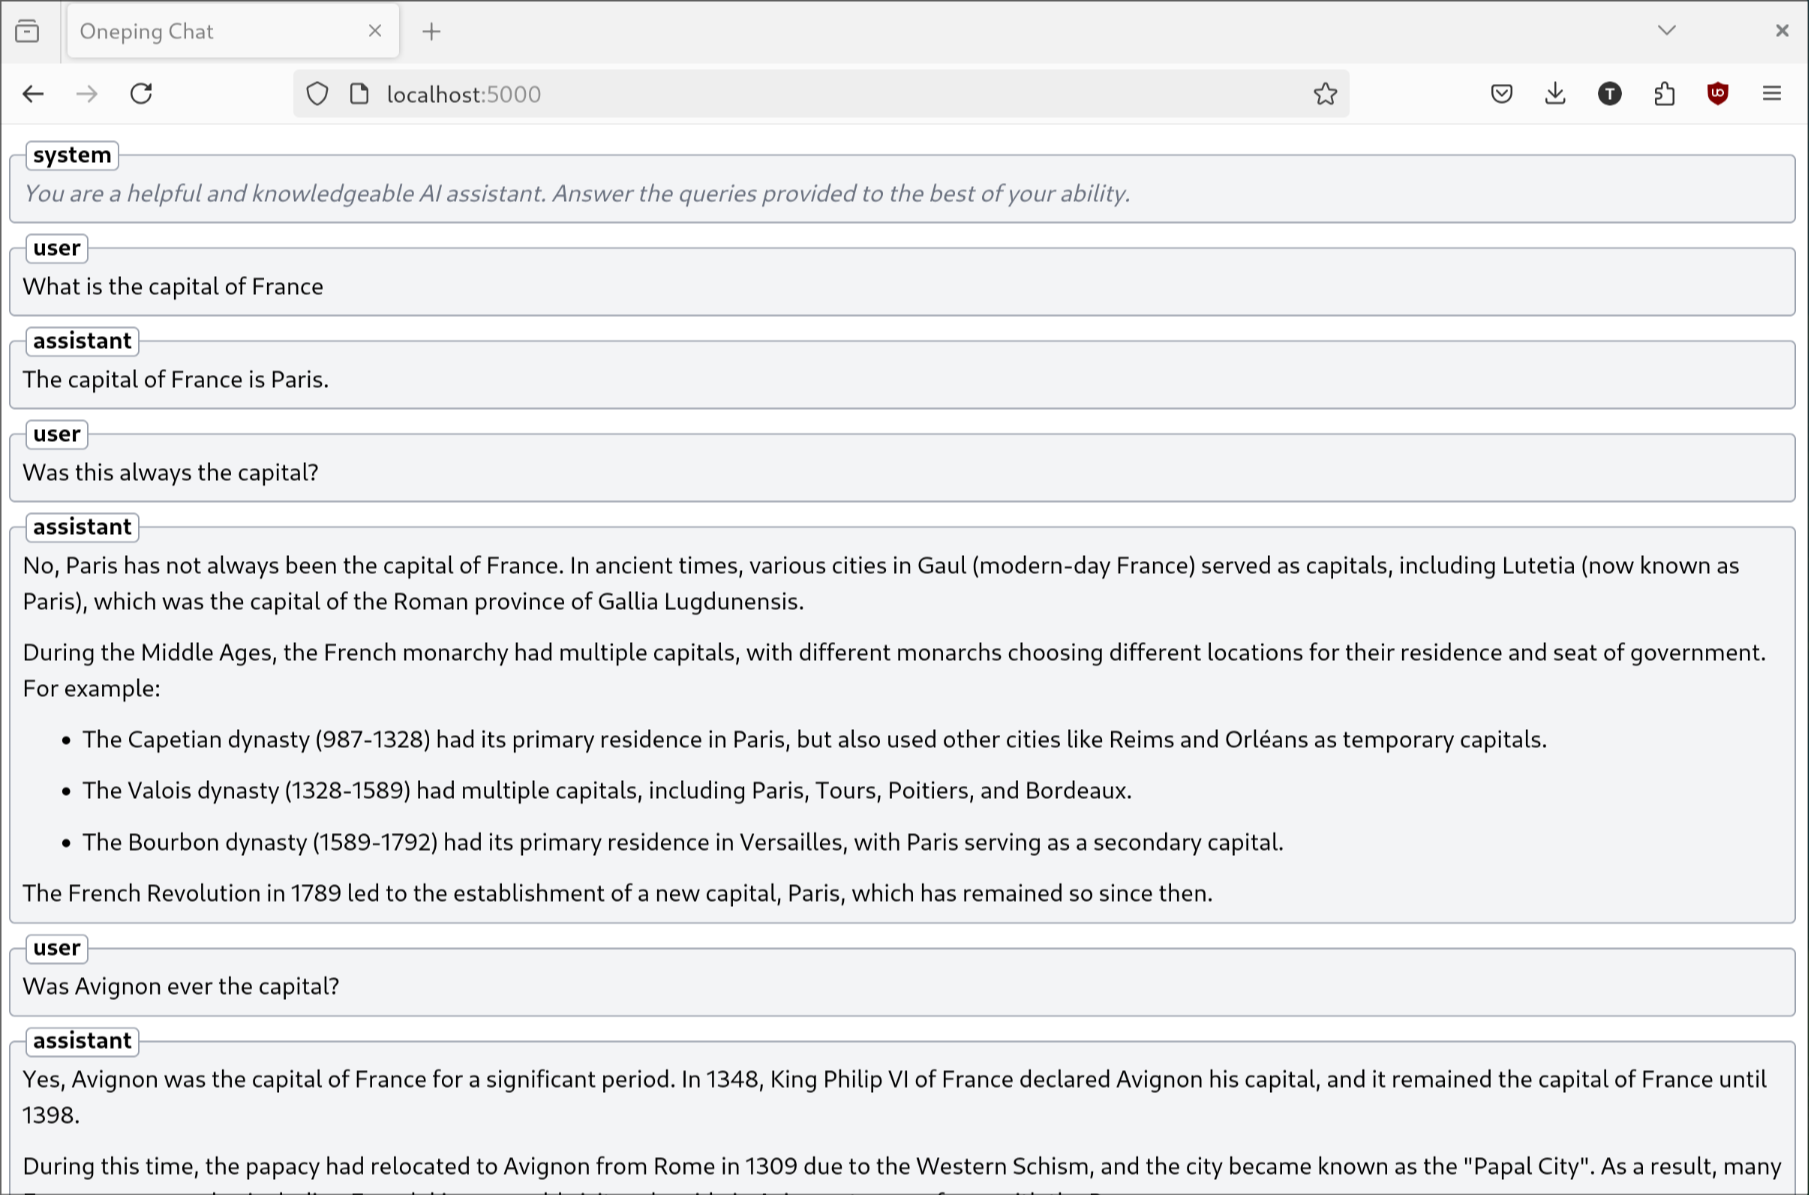 Oneping Chat
localhost:5000
T
system
You are a helpful and knowledgeable AI assistant. Answer the queries provided to the best of your ability.
user
What is the capital of France
assistant
The capital of France is Paris.
user
Was this always the capital?
assistant
No, Paris has not always been the capital of France. In ancient times, various cities in Gaul (modern-day France) served as capitals, including Lutetia (now known as
Paris), which was the capital of the Roman province of Gallia Lugdunensis.
During the Middle Ages, the French monarchy had multiple capitals, with different monarchs choosing different locations for their residence and seat of government.
For example:
• The Capetian dynasty (987-1328) had its primary residence in Paris, but also used other cities like Reims and Orléans as temporary capitals.
• The Valois dynasty (1328-1589) had multiple capitals, including Paris, Tours, Poitiers, and Bordeaux.
• The Bourbon dynasty (1589-1792) had its primary residence in Versailles, with Paris serving as a secondary capital.
The French Revolution in 1789 led to the establishment of a new capital, Paris, which has remained so since then.
user
Was Avignon ever the capital?
assistant
Yes, Avignon was the capital of France for a significant period. In 1348, King Philip VI of France declared Avignon his capital, and it remained the capital of France until
1398.
During this time, the papacy had relocated to Avignon from Rome in 1309 due to the Western Schism, and the city became known as the "Papal City". As a result, many